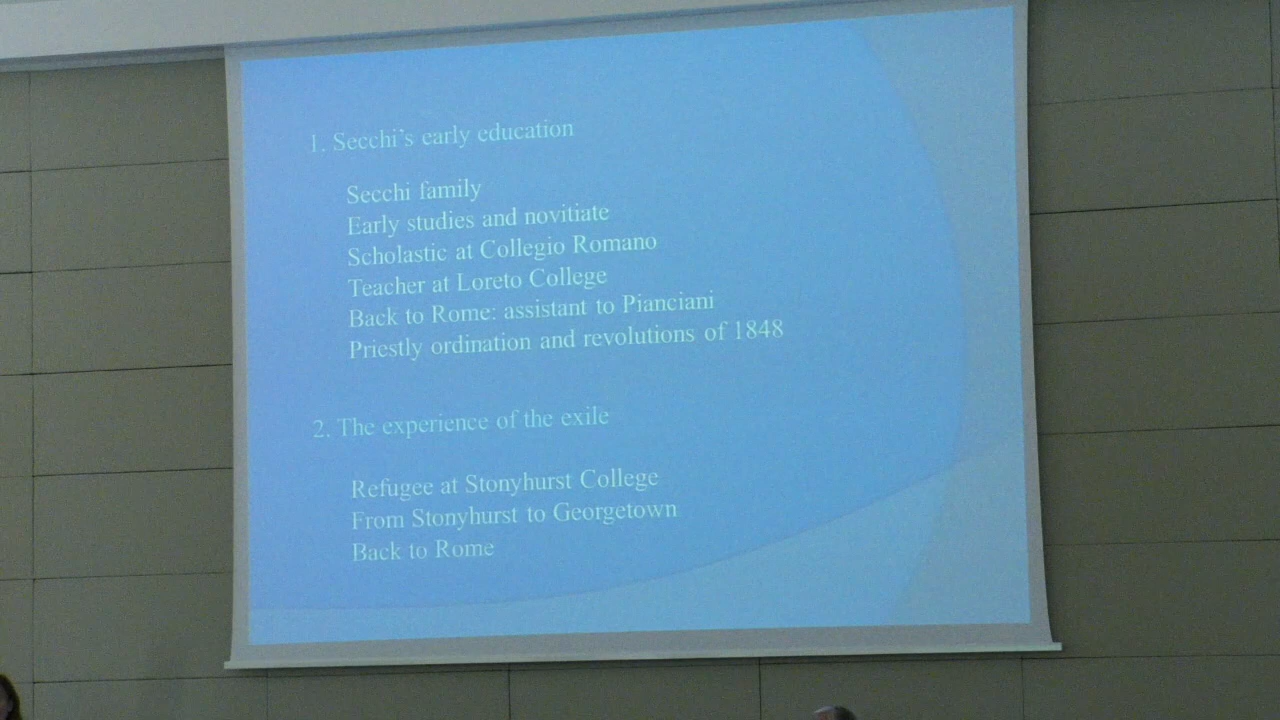 1. Secchi's early education
Secchi family
Early studies and novitiate
Scholastic at Collegio Romano
Teacher at Loreto College
Back to Rome: assistant to Pianciani
Priestly ordination and revolutions of 1848
2. The experience of the exile
Refugee at Stonyhurst College
From Stonyhurst to Georgetown
Back to Rome